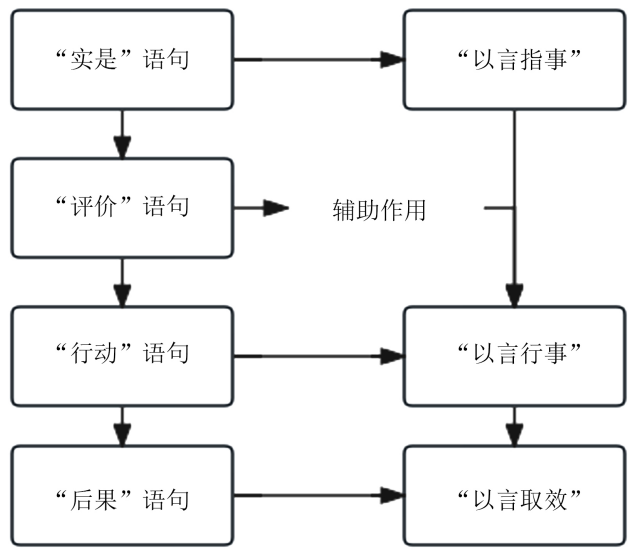 “实是”语句
“以言指事”
“评价”语句
辅助作用
“行动”语句
“以言行事”
“后果”语句
“以言取效”